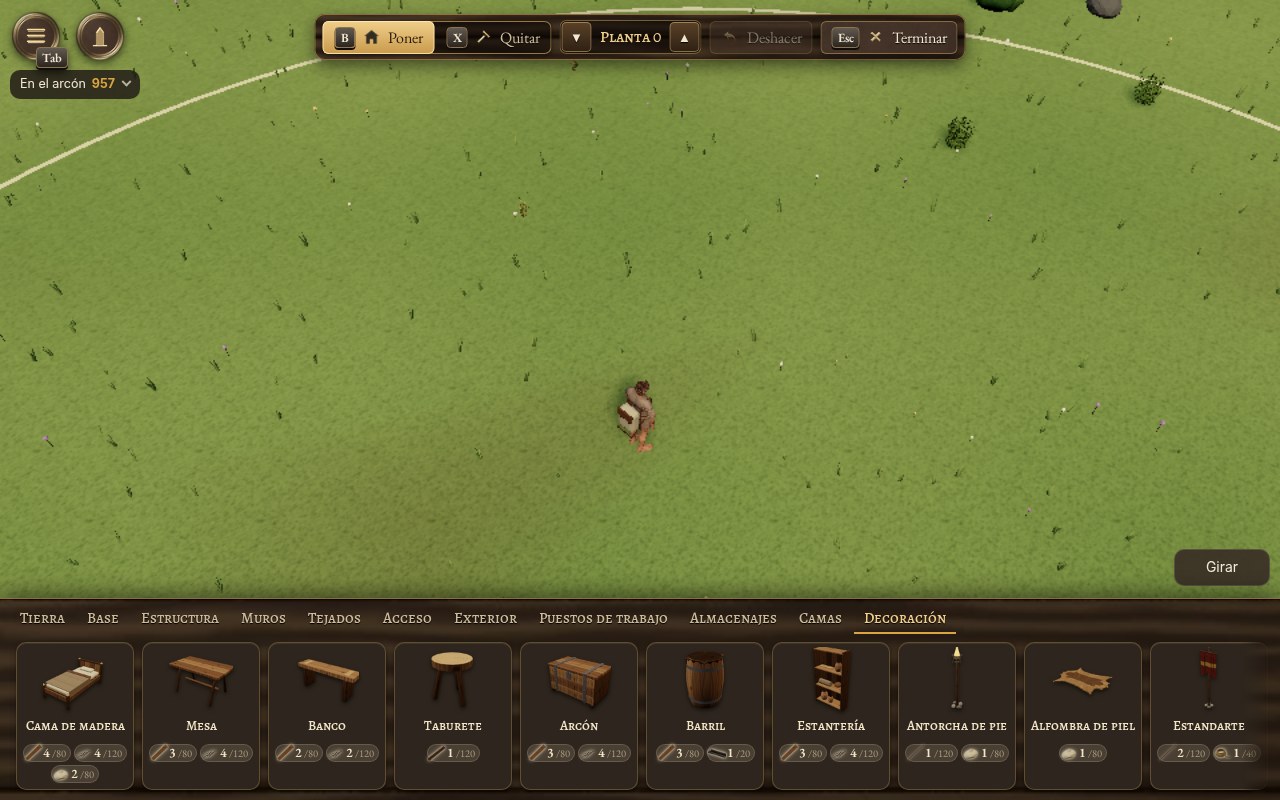 B Poner X Quitar ▼ Planta 0 ▲ Deshacer Esc ✕ Terminar
Tab
En el arcón 957
Girar
Tierra Base Estructura Muros Tejados Acceso Exterior Puestos de trabajo Almacenajes Camas Decoración
Cama de madera Mesa Banco Taburete Arcón Barril Estantería Antorcha de pie Alfombra de piel Estandarte
4/80 4/120 3/80 4/120 2/80 2/120 1/120 3/80 4/120 3/80 1/20 3/80 4/120 1/120 1/80 1/80 2/120 1/40
2/80